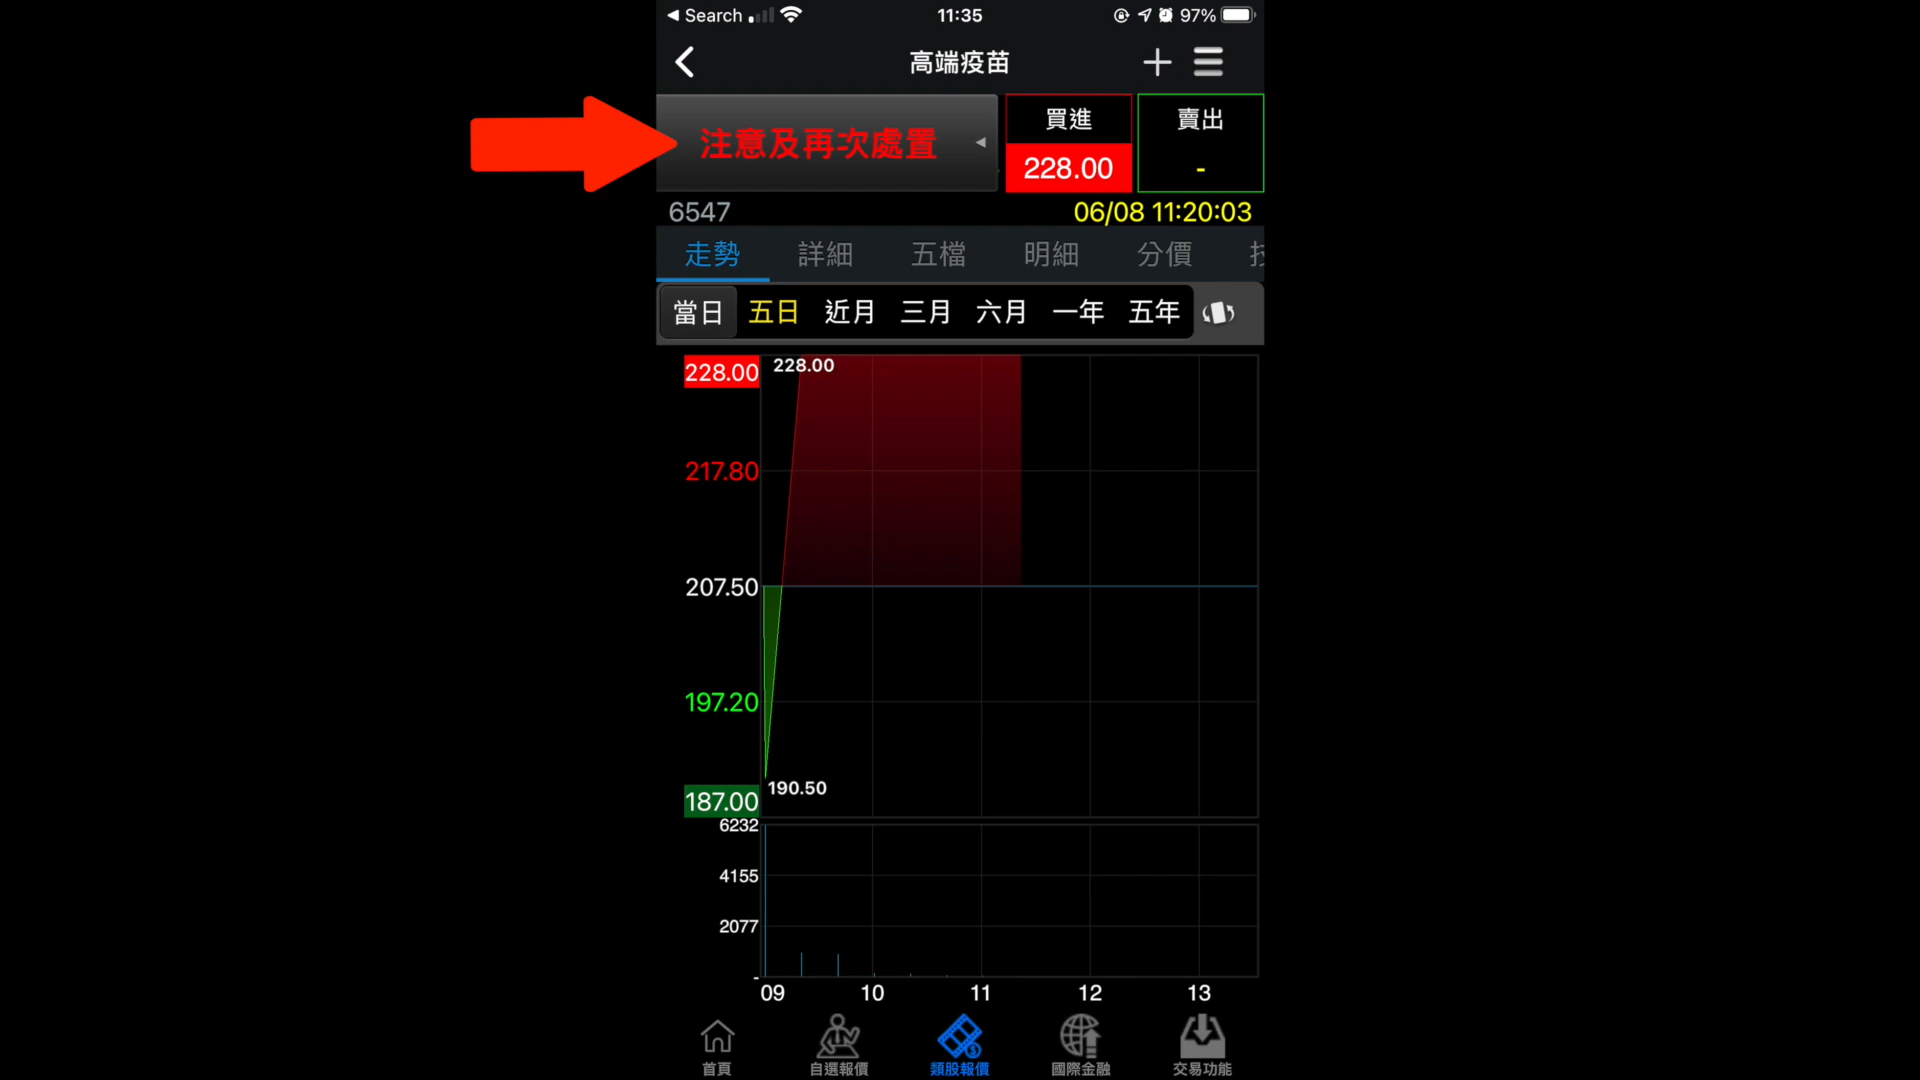 Search
11:35
97%
高端疫苗
注意及再次處置
買進
228.00
賣出
-
6547
06/08 11:20:03
走勢 詳細 五檔 明細 分價
當日 五日 近月 三月 六月 一年 五年
228.00
228.00
217.80
207.50
197.20
190.50
187.00
6232
4155
2077
-
09 10 11 12 13
首頁 自選報價 類股報價 國際金融 交易功能